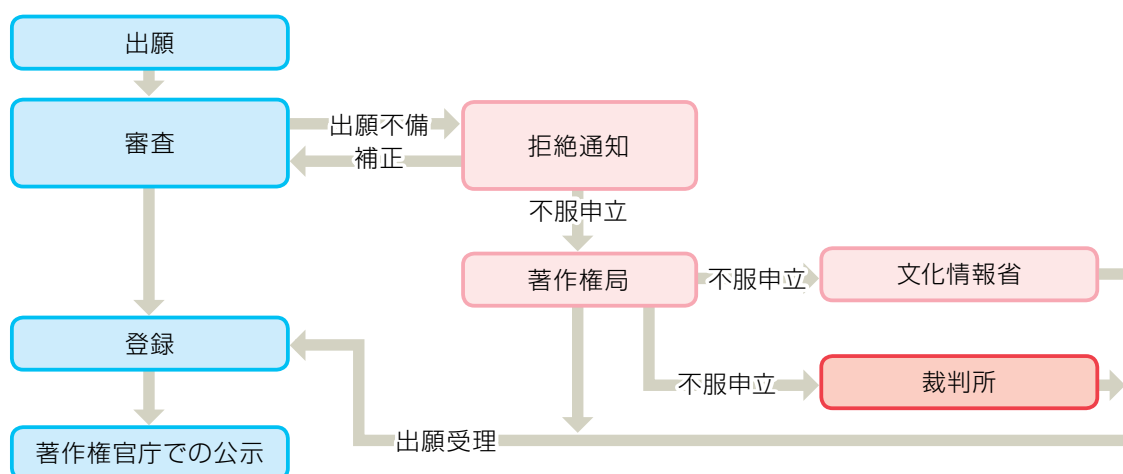 出願
審査
出願不備
補正
拒絶通知
不服申立
著作権局
不服申立
文化情報省
登録
不服申立
裁判所
出願受理
著作権官庁での公示